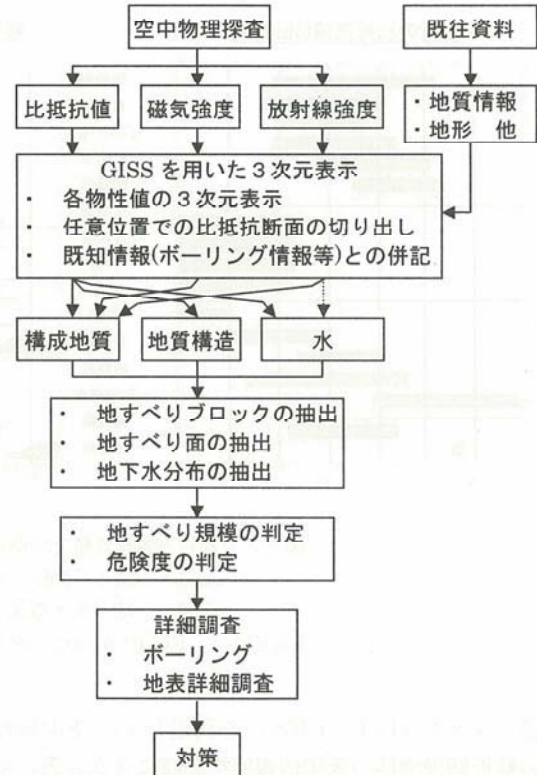 空中物理探査
既往資料
比抵抗値
磁気強度
放射線強度
・地質情報
・地形　他
GISSを用いた3次元表示
・　各物性値の3次元表示
・　任意位置での比抵抗断面の切り出し
・　既知情報(ボーリング情報等)との併記
構成地質
地質構造
水
・　地すべりブロックの抽出
・　地すべり面の抽出
・　地下水分布の抽出
・　地すべり規模の判定
・　危険度の判定
詳細調査
・　ボーリング
・　地表詳細調査
対策